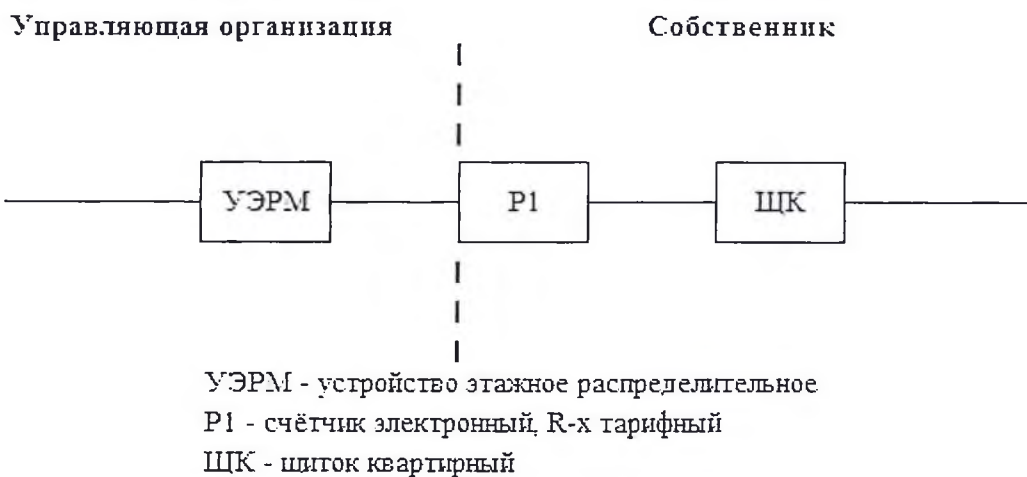 Управляющая организация
Собственник
УЭРМ
Р1
ЩК
УЭРМ - устройство этажное распределительное
Р1 - счётчик электронный, R-х тарифный
ЩК - щиток квартирный